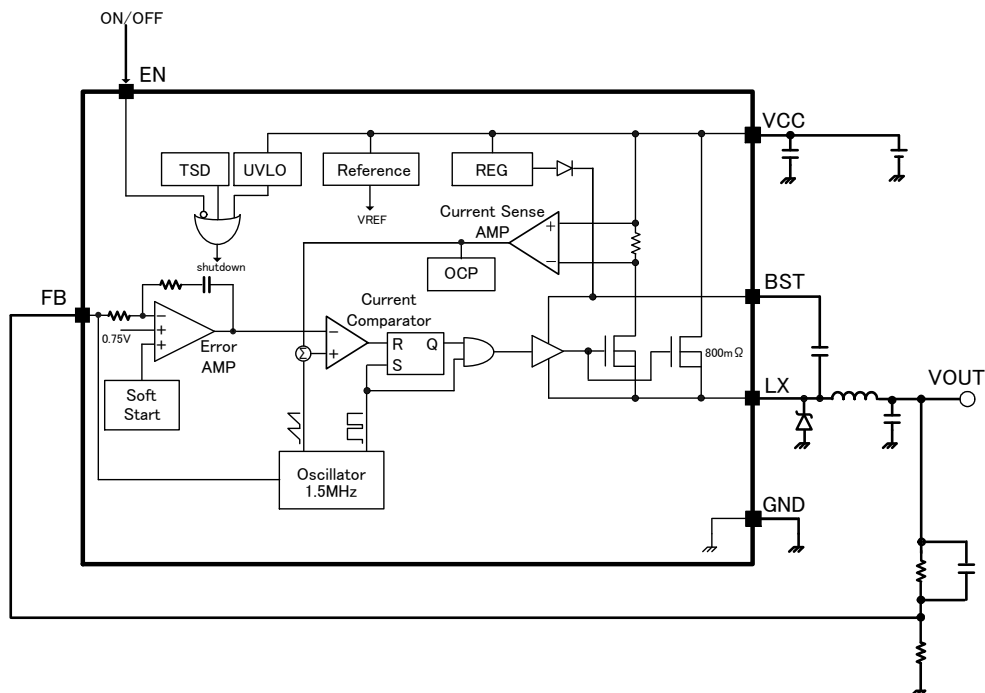 ON/OFF
EN
VCC
TSD
UVLO
Reference
REG
VREF
Current Sense
AMP
+
−
shutdown
OCP
BST
FB
Current
Comparator
−
+
+
0.75V
Error
AMP
−
+
Σ
R
Q
S
800mΩ
LX
VOUT
Soft
Start
Oscillator
1.5MHz
GND